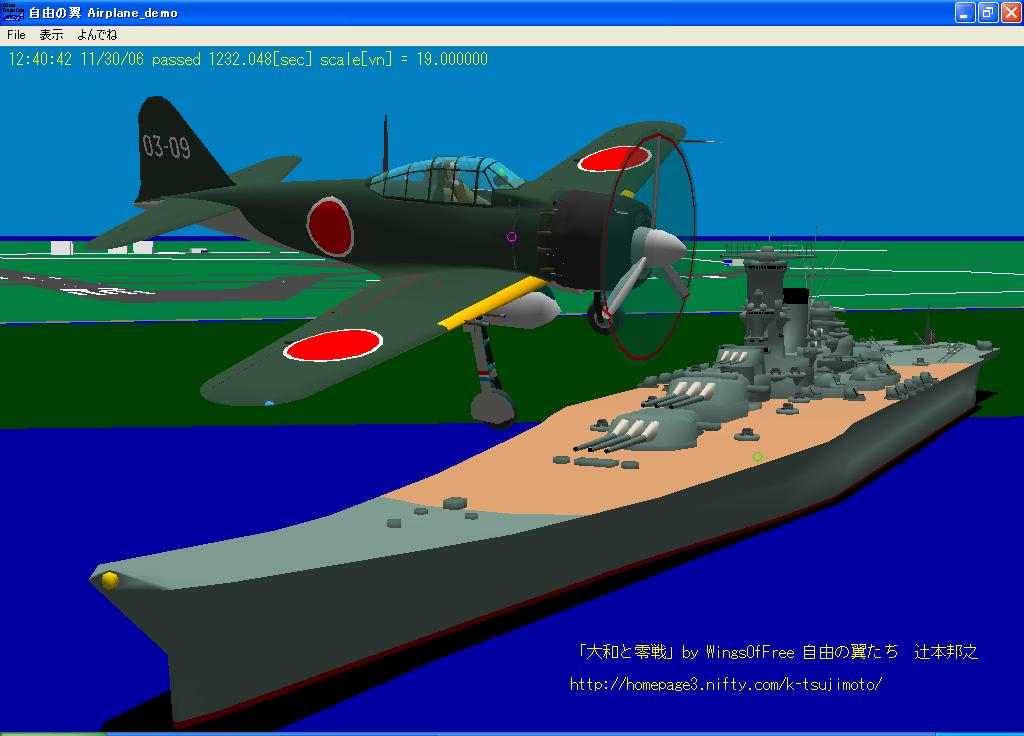 自由の翼 Airplane_demo
File 表示 よんでね
12:40:42 11/30/06 passed 1232.048[sec] scale[vn] = 19.000000
03-09
「大和と零戦」by WingsOfFree 自由の翼たち 辻本邦之
http://homepage3.nifty.com/k-tsujimoto/